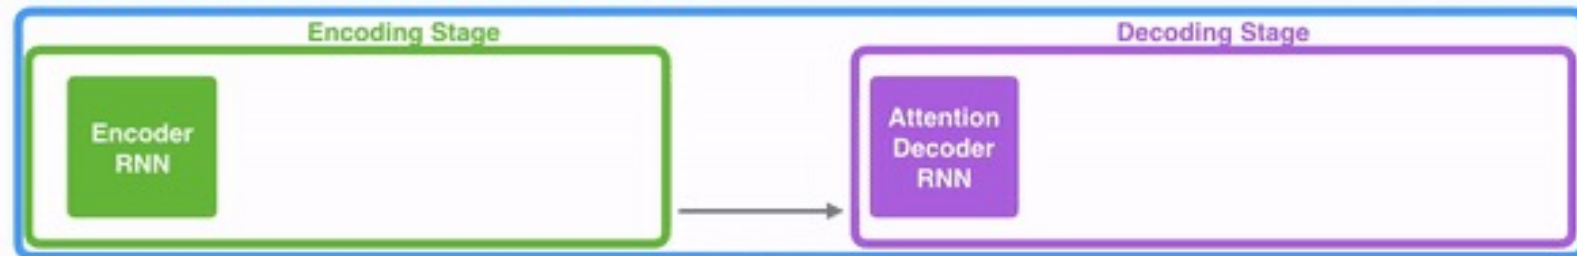 Encoding Stage
Decoding Stage
Encoder
RNN
Attention
Decoder
RNN